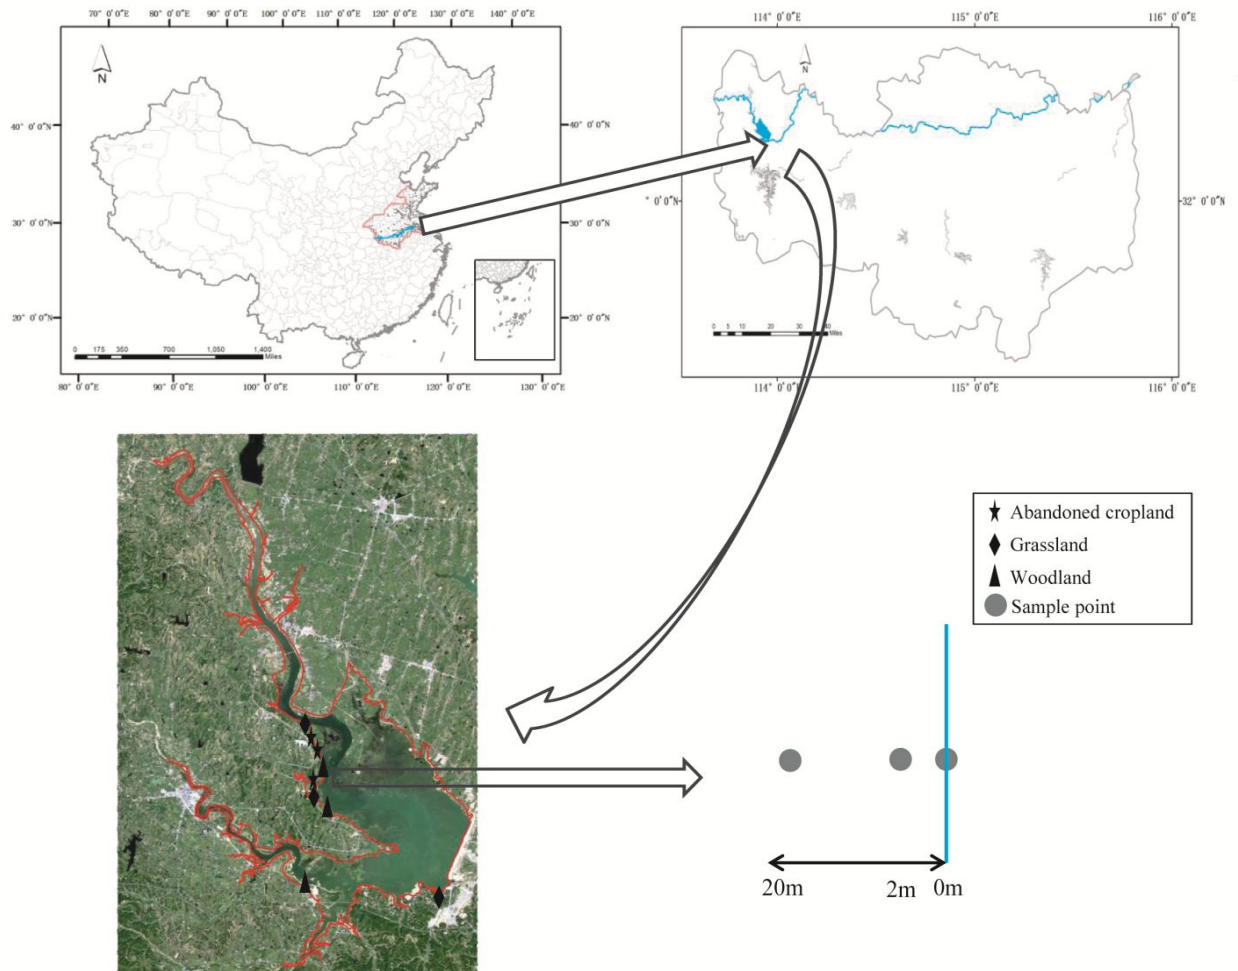 70° 0′0″E 80° 0′0″E 90° 0′0″E 100° 0′0″E 110° 0′0″E 120° 0′0″E 130° 0′0″E 140° 0′0″E
N
40° 0′0″N 40° 0′0″N
30° 0′0″N 30° 0′0″N
20° 0′0″N 20° 0′0″N
0 175 350 700 1,050 1,400
Miles
80° 0′0″E 90° 0′0″E 100° 0′0″E 110° 0′0″E 120° 0′0″E 130° 0′0″E
114° 0′0″E 115° 0′0″E 116° 0′0″E
N
° 0′0″N 32° 0′0″N
0 5 10 20 30 40
Miles
114° 0′0″E 115° 0′0″E 116° 0′0″E
Abandoned cropland
Grassland
Woodland
Sample point
20m 2m 0m